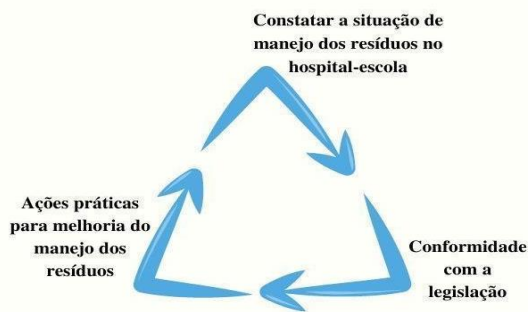 Constatar a situação de
manejo dos resíduos no
hospital-escola
Ações práticas
para melhoria do
manejo dos
resíduos
Conformidade
com a
legislação